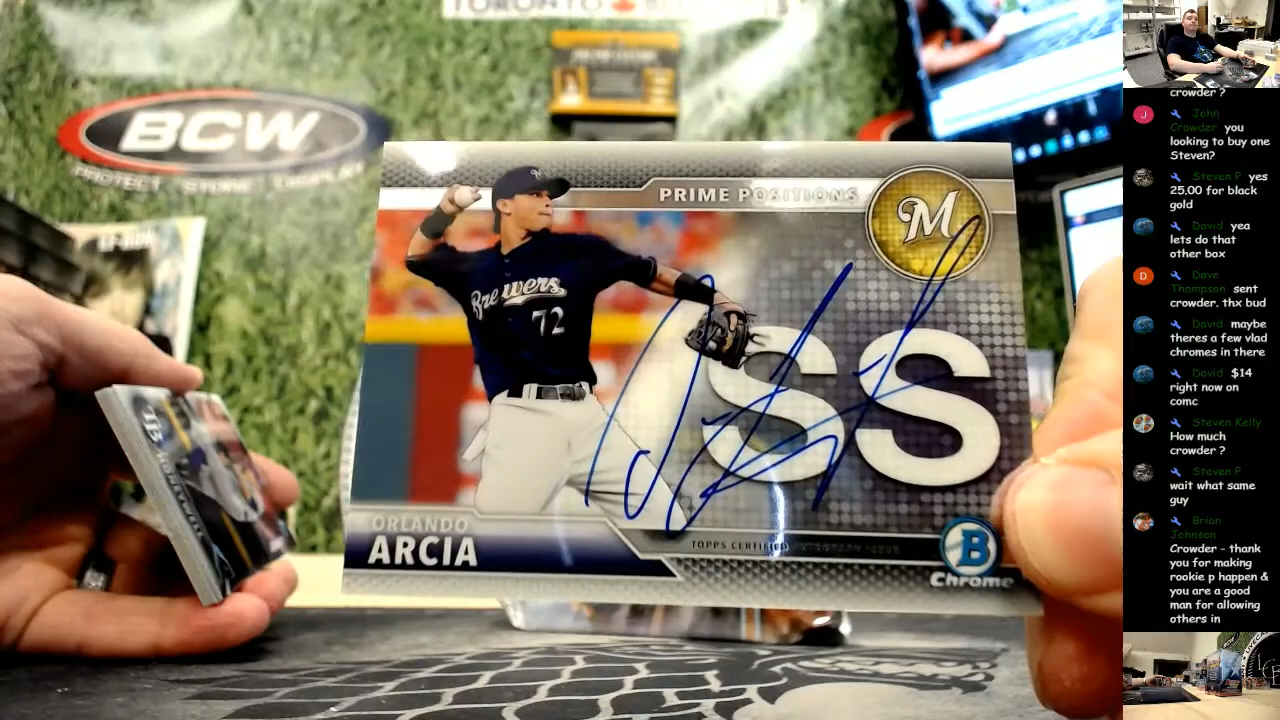 TORONTO
BCW
PROTECT STORE DISPLAY
PRIME POSITIONS
M
Brewers
72
SS
ORLANDO
ARCIA
TOPPS CERTIFIED AUTOGRAPH ISSUE
B
Chrome
crowder ?
John
Crowder you
looking to buy one
Steven?
Steven P yes
25.00 for black
gold
David yea
lets do that
other box
Dave
Thompson sent
crowder. thx bud
David maybe
theres a few vlad
chromes in there
David $14
right now on
comc
Steven Kelly
How much
crowder ?
Steven P
wait what same
guy
Brian
Johnson
Crowder - thank
you for making
rookie p happen &
you are a good
man for allowing
others in